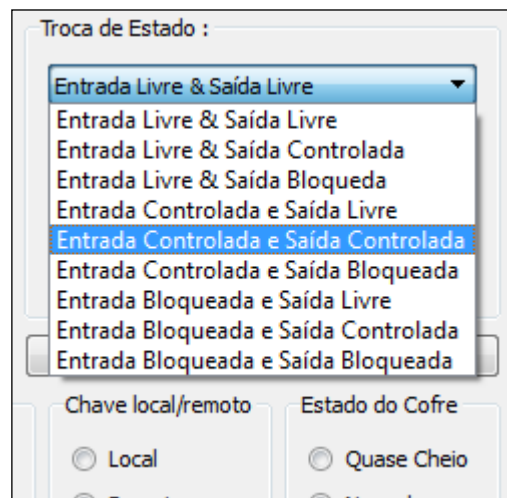 Troca de Estado :
Entrada Livre & Saída Livre
Entrada Livre & Saída Livre
Entrada Livre & Saída Controlada
Entrada Livre & Saída Bloqueda
Entrada Controlada e Saída Livre
Entrada Controlada e Saída Controlada
Entrada Controlada e Saída Bloqueada
Entrada Bloqueada e Saída Livre
Entrada Bloqueada e Saída Controlada
Entrada Bloqueada e Saída Bloqueada
Chave local/remoto
Estado do Cofre
Local
Quase Cheio